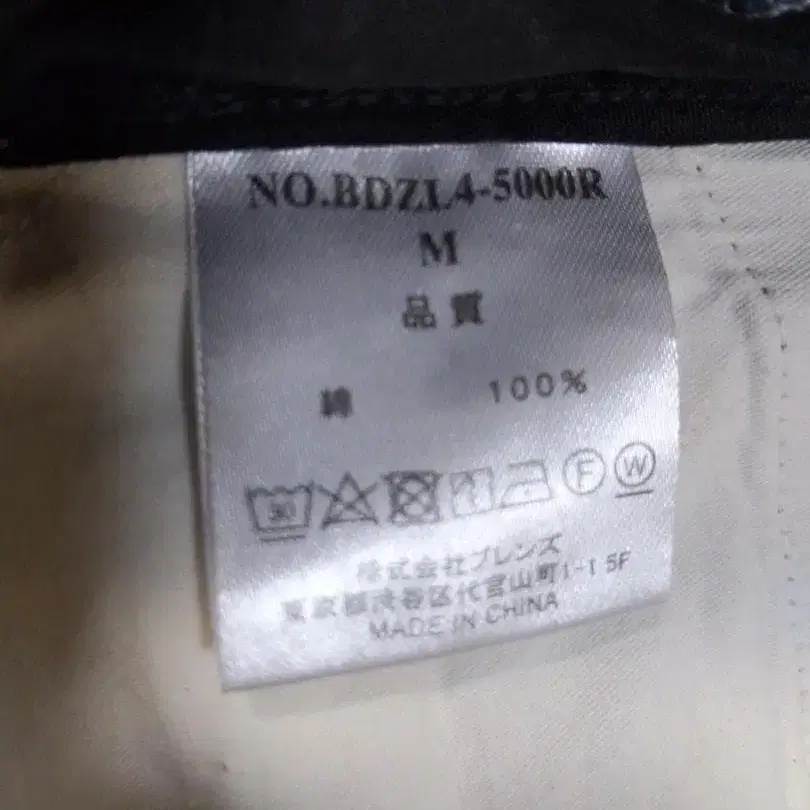 NO.BDZL4-5000R
M
品質
綿 100%
30 F W
株式会社ブレンズ
東京都渋谷区代官山町1-1 5F
MADE IN CHINA